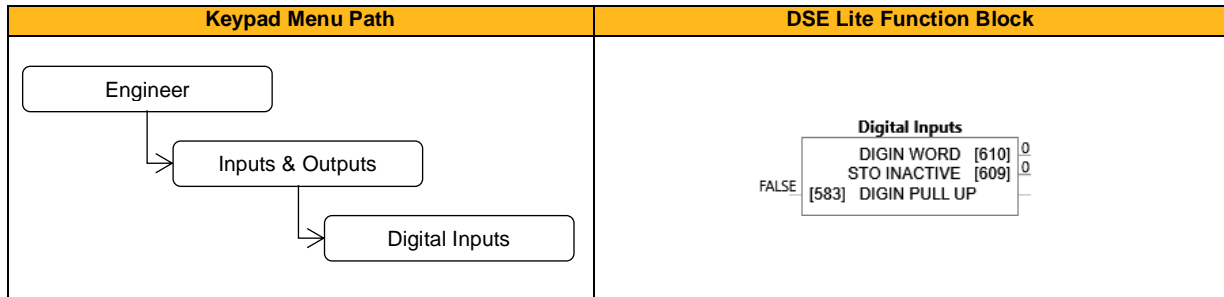 Keypad Menu Path
DSE Lite Function Block
Engineer
Inputs & Outputs
Digital Inputs
Digital Inputs
DIGIN WORD [610] 0
STO INACTIVE [609] 0
FALSE [583] DIGIN PULL UP